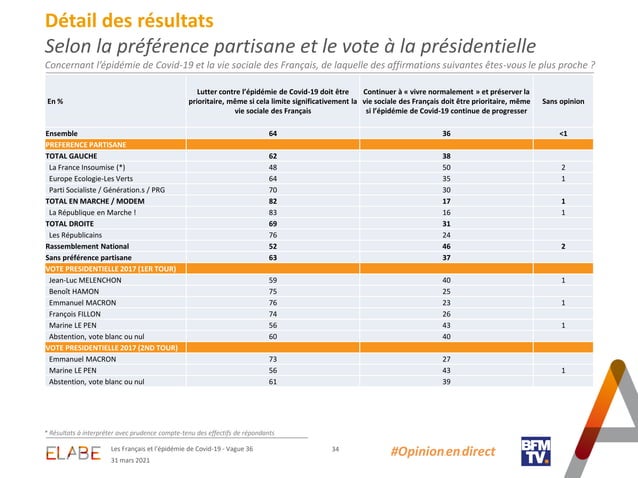 Détail des résultats
Selon la préférence partisane et le vote à la présidentielle
Concernant l'épidémie de Covid-19 et la vie sociale des Français, de laquelle des affirmations suivantes êtes-vous le plus proche ?
En %
Lutter contre l'épidémie de Covid-19 doit être
prioritaire, même si cela limite significativement la
vie sociale des Français
Continuer à « vivre normalement » et préserver la
vie sociale des Français doit être prioritaire, même
si l'épidémie de Covid-19 continue de progresser
Sans opinion
Ensemble 64 36 <1
PREFERENCE PARTISANE
TOTAL GAUCHE 62 38
La France Insoumise (*) 48 50 2
Europe Ecologie-Les Verts 64 35 1
Parti Socialiste / Génération.s / PRG 70 30
TOTAL EN MARCHE / MODEM 82 17 1
La République en Marche ! 83 16 1
TOTAL DROITE 69 31
Les Républicains 76 24
Rassemblement National 52 46 2
Sans préférence partisane 63 37
VOTE PRESIDENTIELLE 2017 (1ER TOUR)
Jean-Luc MELENCHON 59 40 1
Benoît HAMON 75 25
Emmanuel MACRON 76 23 1
François FILLON 74 26
Marine LE PEN 56 43 1
Abstention, vote blanc ou nul 60 40
VOTE PRESIDENTIELLE 2017 (2ND TOUR)
Emmanuel MACRON 73 27
Marine LE PEN 56 43 1
Abstention, vote blanc ou nul 61 39
* Résultats à interpréter avec prudence compte-tenu des effectifs de répondants
ELABE
Les Français et l'épidémie de Covid-19 - Vague 36
31 mars 2021
34
#Opinionendirect
BFM
TV.